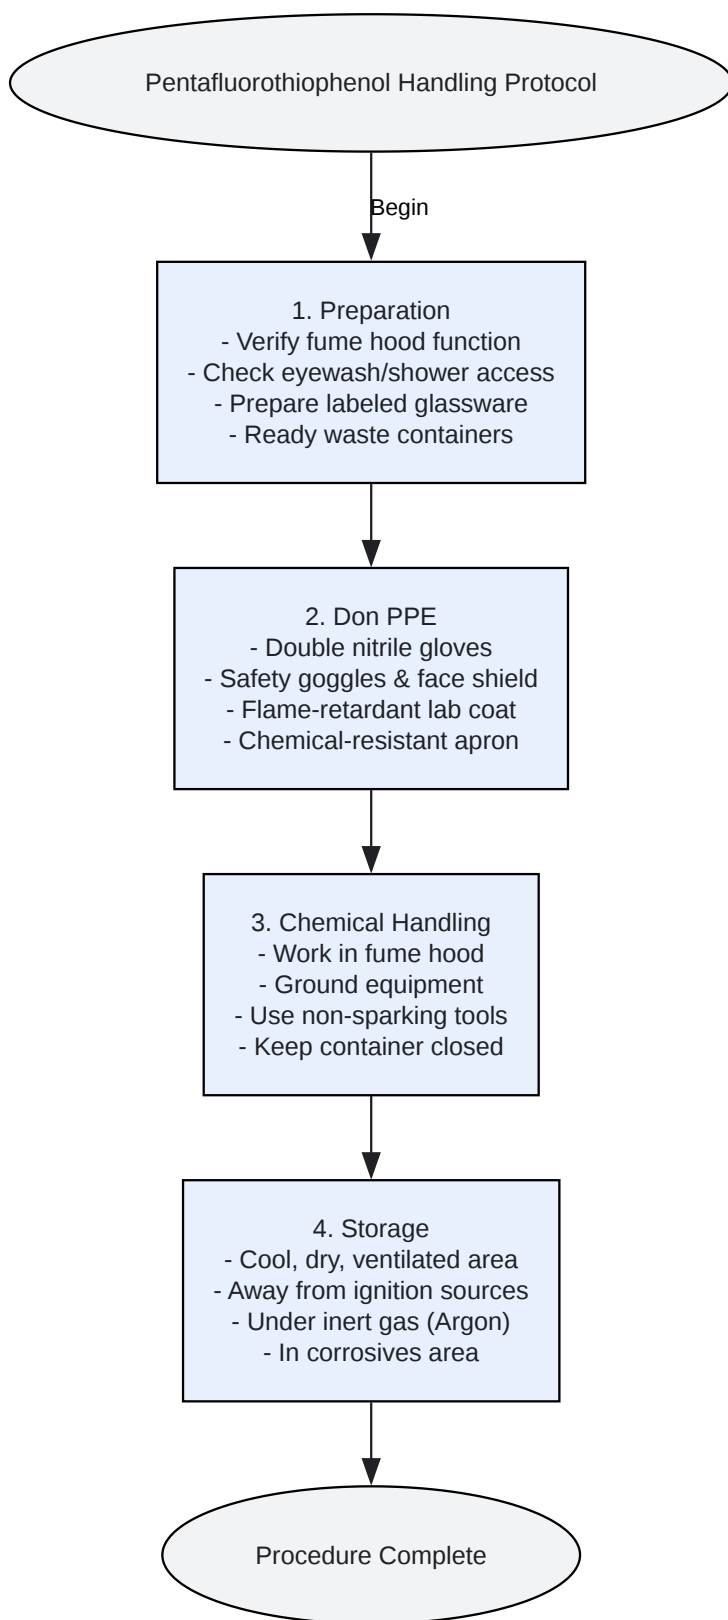 Pentafluorothiophenol Handling Protocol
Begin
1. Preparation
- Verify fume hood function
- Check eyewash/shower access
- Prepare labeled glassware
- Ready waste containers
2. Don PPE
- Double nitrile gloves
- Safety goggles & face shield
- Flame-retardant lab coat
- Chemical-resistant apron
3. Chemical Handling
- Work in fume hood
- Ground equipment
- Use non-sparking tools
- Keep container closed
4. Storage
- Cool, dry, ventilated area
- Away from ignition sources
- Under inert gas (Argon)
- In corrosives area
Procedure Complete